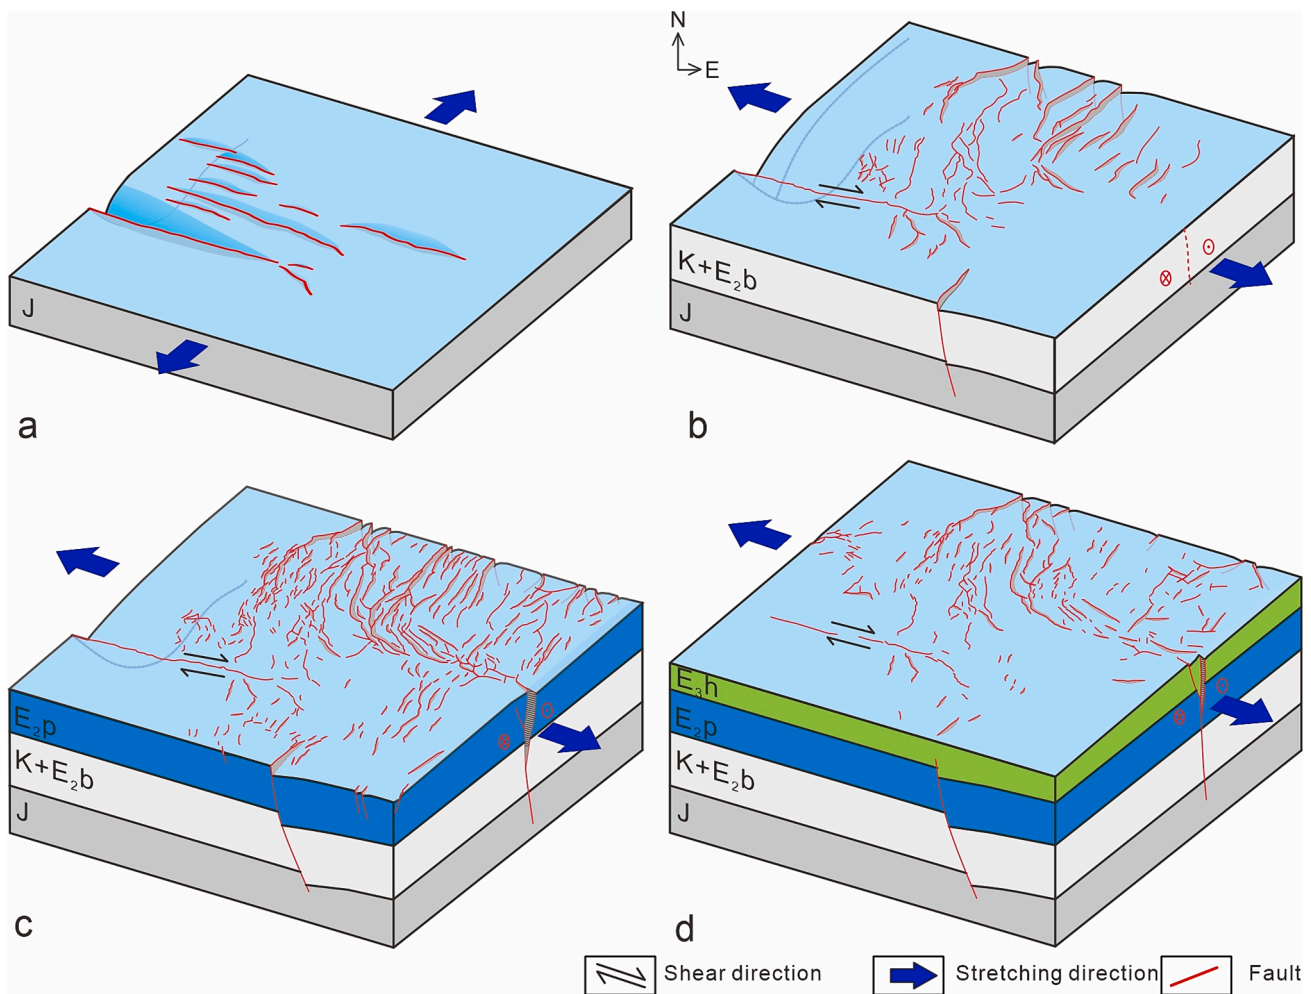 J
a
N
E
K+E₂b
J
b
E₂p
K+E₂b
J
c
E₃h
E₂p
K+E₂b
J
d
Shear direction
Stretching direction
Fault